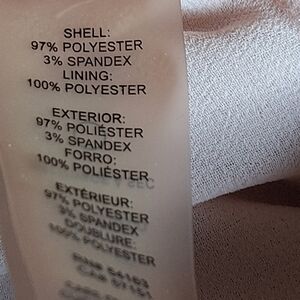 SHELL:
97% POLYESTER
3% SPANDEX
LINING:
100% POLYESTER
EXTERIOR:
97% POLIÉSTER
3% SPANDEX
FORRO:
100% POLIÉSTER
EXTÉRIEUR:
97% POLYESTER
3% SPANDEX
DOUBLURE:
100% POLYESTER